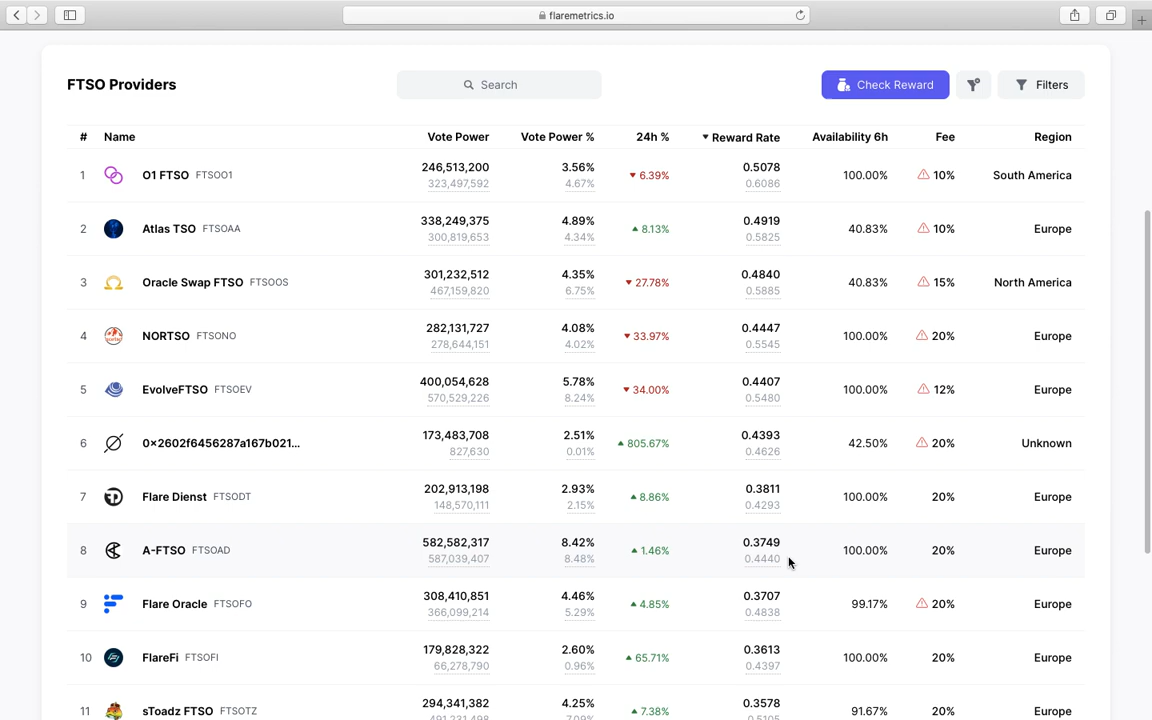 flaremetrics.io
FTSO Providers
Search
Check Reward
Filters
# Name Vote Power Vote Power % 24h % Reward Rate Availability 6h Fee Region
1 O1 FTSO FTSOO1 246,513,200 3.56% 6.39% 0.5078 100.00% 10% South America
323,497,592 4.67% 0.6086
2 Atlas TSO FTSOAA 338,249,375 4.89% 8.13% 0.4919 40.83% 10% Europe
300,819,653 4.34% 0.5825
3 Oracle Swap FTSO FTSOOS 301,232,512 4.35% 27.78% 0.4840 40.83% 15% North America
467,159,820 6.75% 0.5885
4 NORTSO FTSONO 282,131,727 4.08% 33.97% 0.4447 100.00% 20% Europe
278,644,151 4.02% 0.5545
5 EvolveFTSO FTSOEV 400,054,628 5.78% 34.00% 0.4407 100.00% 12% Europe
570,529,226 8.24% 0.5480
6 0x2602f6456287a167b021... 173,483,708 2.51% 805.67% 0.4393 42.50% 20% Unknown
827,630 0.01% 0.4626
7 Flare Dienst FTSODT 202,913,198 2.93% 8.86% 0.3811 100.00% 20% Europe
148,570,111 2.15% 0.4293
8 A-FTSO FTSOAD 582,582,317 8.42% 1.46% 0.3749 100.00% 20% Europe
587,039,407 8.48% 0.4440
9 Flare Oracle FTSOFO 308,410,851 4.46% 4.85% 0.3707 99.17% 20% Europe
366,099,214 5.29% 0.4838
10 FlareFi FTSOFI 179,828,322 2.60% 65.71% 0.3613 100.00% 20% Europe
66,278,790 0.96% 0.4397
11 sToadz FTSO FTSOTZ 294,341,382 4.25% 7.38% 0.3578 91.67% 20% Europe